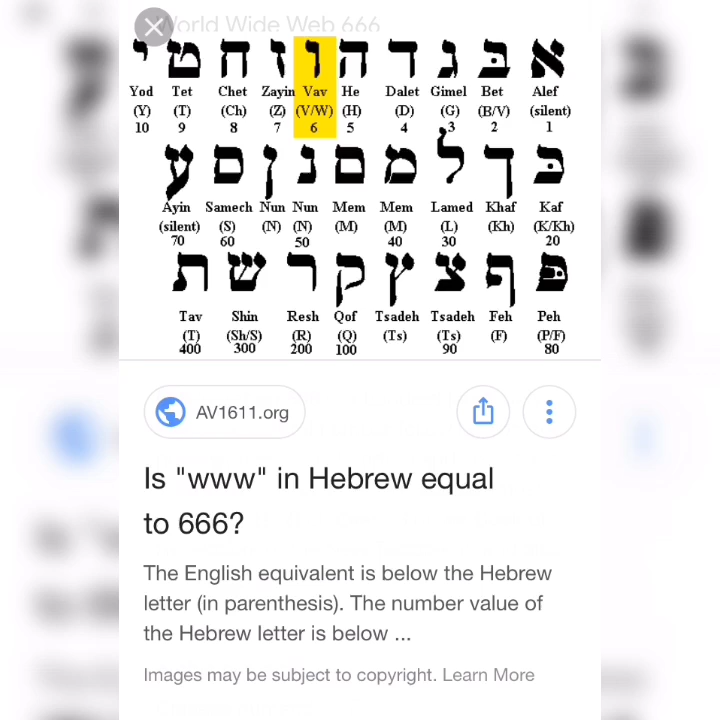 World Wide Web 666
א בּ ג ד ה ו ז ח ט י
Yod Tet Chet Zayin Vav He Dalet Gimel Bet Alef
(Y) (T) (Ch) (Z) (V/W) (H) (D) (G) (B/V) (silent)
10 9 8 7 6 5 4 3 2 1
כּ ך ל מ ם נ ן ס ע
Ayin Samech Nun Nun Mem Mem Lamed Khaf Kaf
(silent) (S) (N) (N) (M) (M) (L) (Kh) (K/Kh)
70 60 50 40 30 20
פּ ף צ ץ ק ר ש ת
Tav Shin Resh Qof Tsadeh Tsadeh Feh Peh
(T) (Sh/S) (R) (Q) (Ts) (Ts) (F) (P/F)
400 300 200 100 90 80
AV1611.org
Is "www" in Hebrew equal
to 666?
The English equivalent is below the Hebrew
letter (in parenthesis). The number value of
the Hebrew letter is below ...
Images may be subject to copyright. Learn More